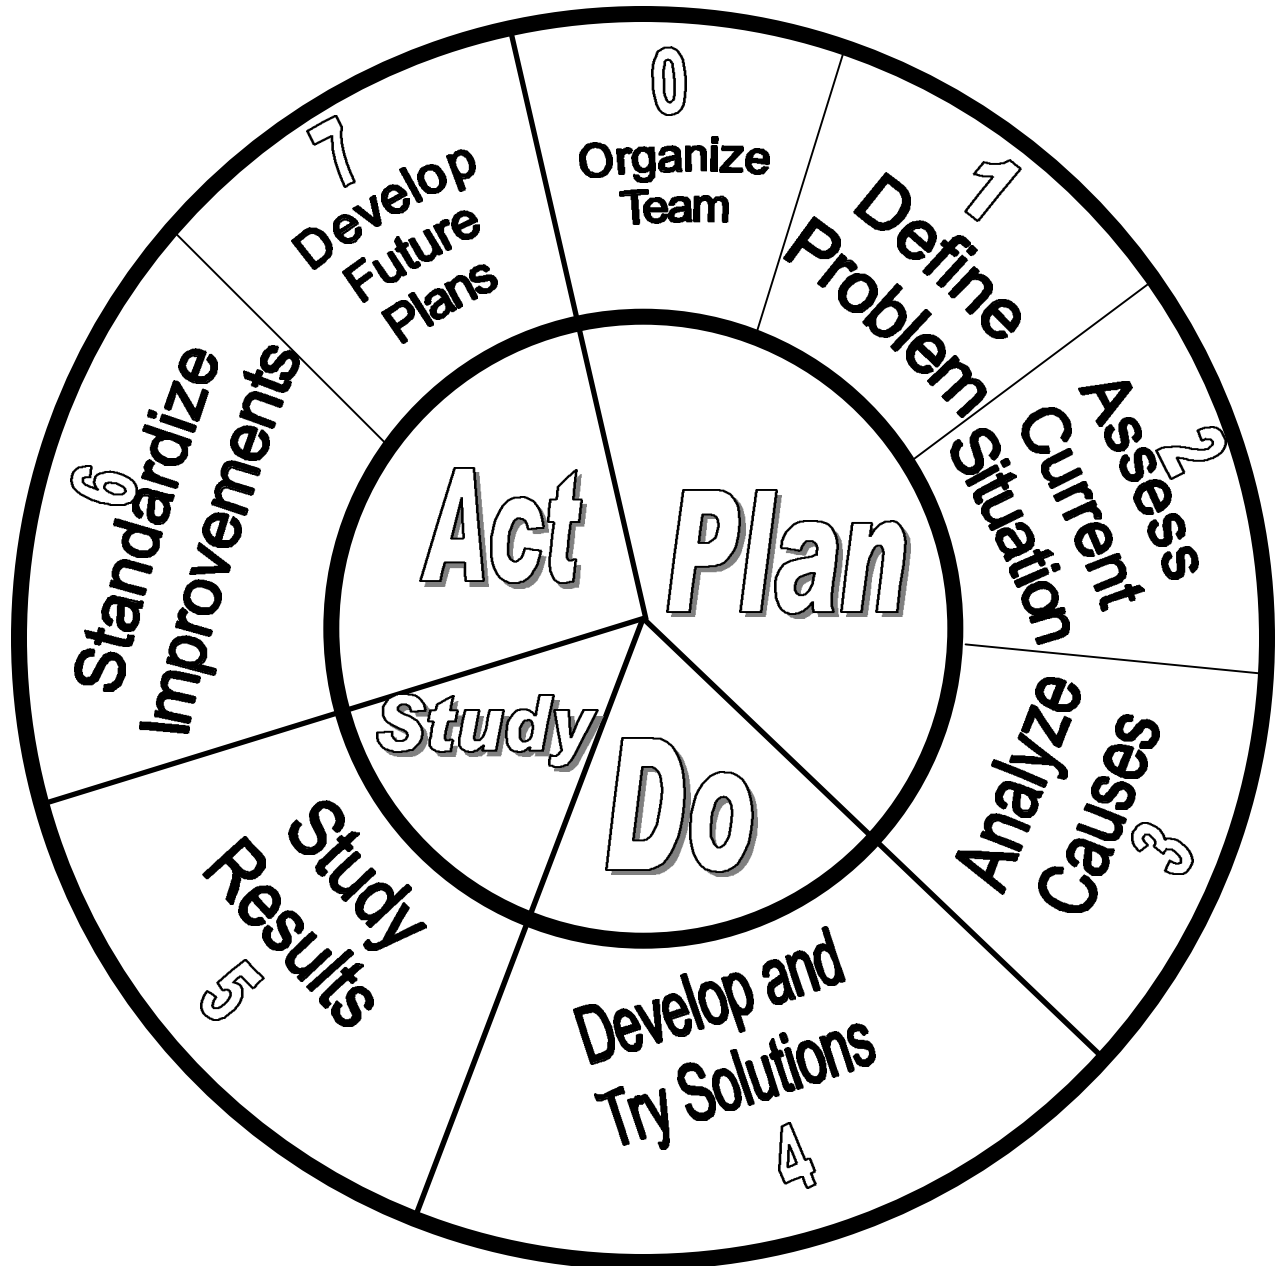 0
Organize
Team
1
Define
Problem
2
Assess
Current
Situation
3
Analyze
Causes
4
Develop and
Try Solutions
5
Study
Results
6
Standardize
Improvements
7
Develop
Future
Plans
Plan
Do
Study
Act